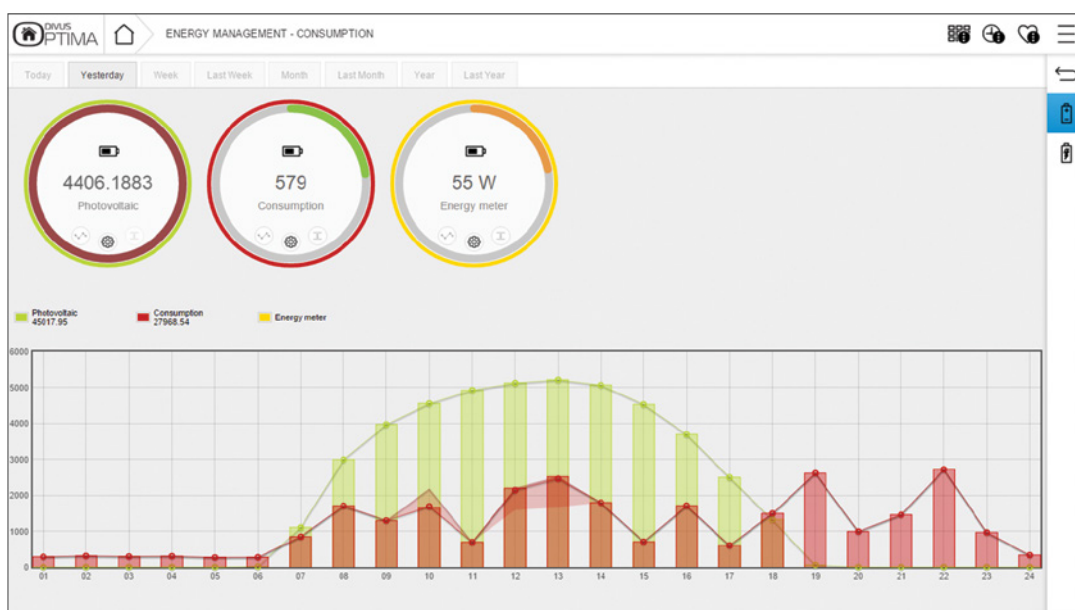 DIVUS
OPTIMA
ENERGY MANAGEMENT - CONSUMPTION
Today Yesterday Week Last Week Month Last Month Year Last Year
4406.1883 579 55 W
Photovoltaic Consumption Energy meter
Photovoltaic
45017.95
Consumption
27968.54
Energy meter
6000
5000
4000
3000
2000
1000
0
01 02 03 04 05 06 07 08 09 10 11 12 13 14 15 16 17 18 19 20 21 22 23 24